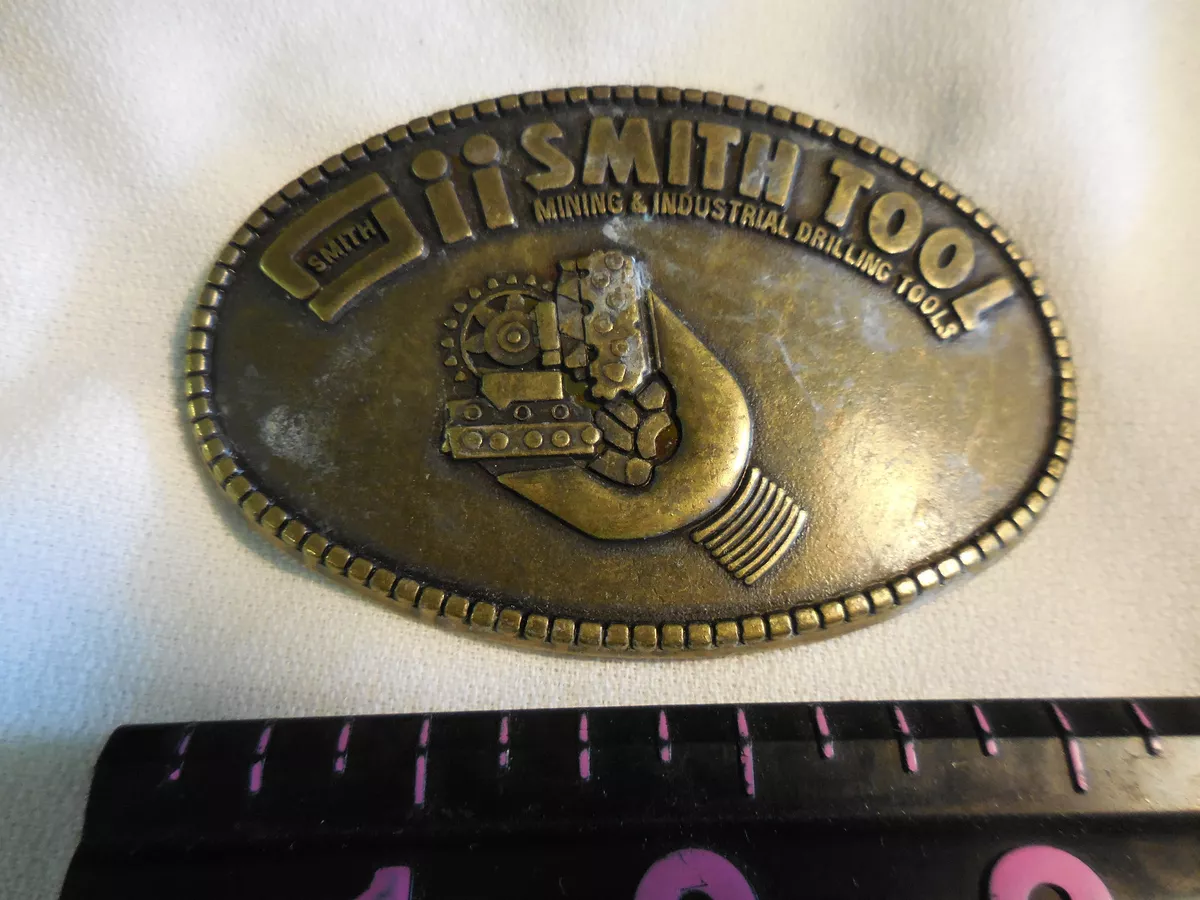 SMITH
SMITH TOOL
MINING & INDUSTRIAL DRILLING TOOLS